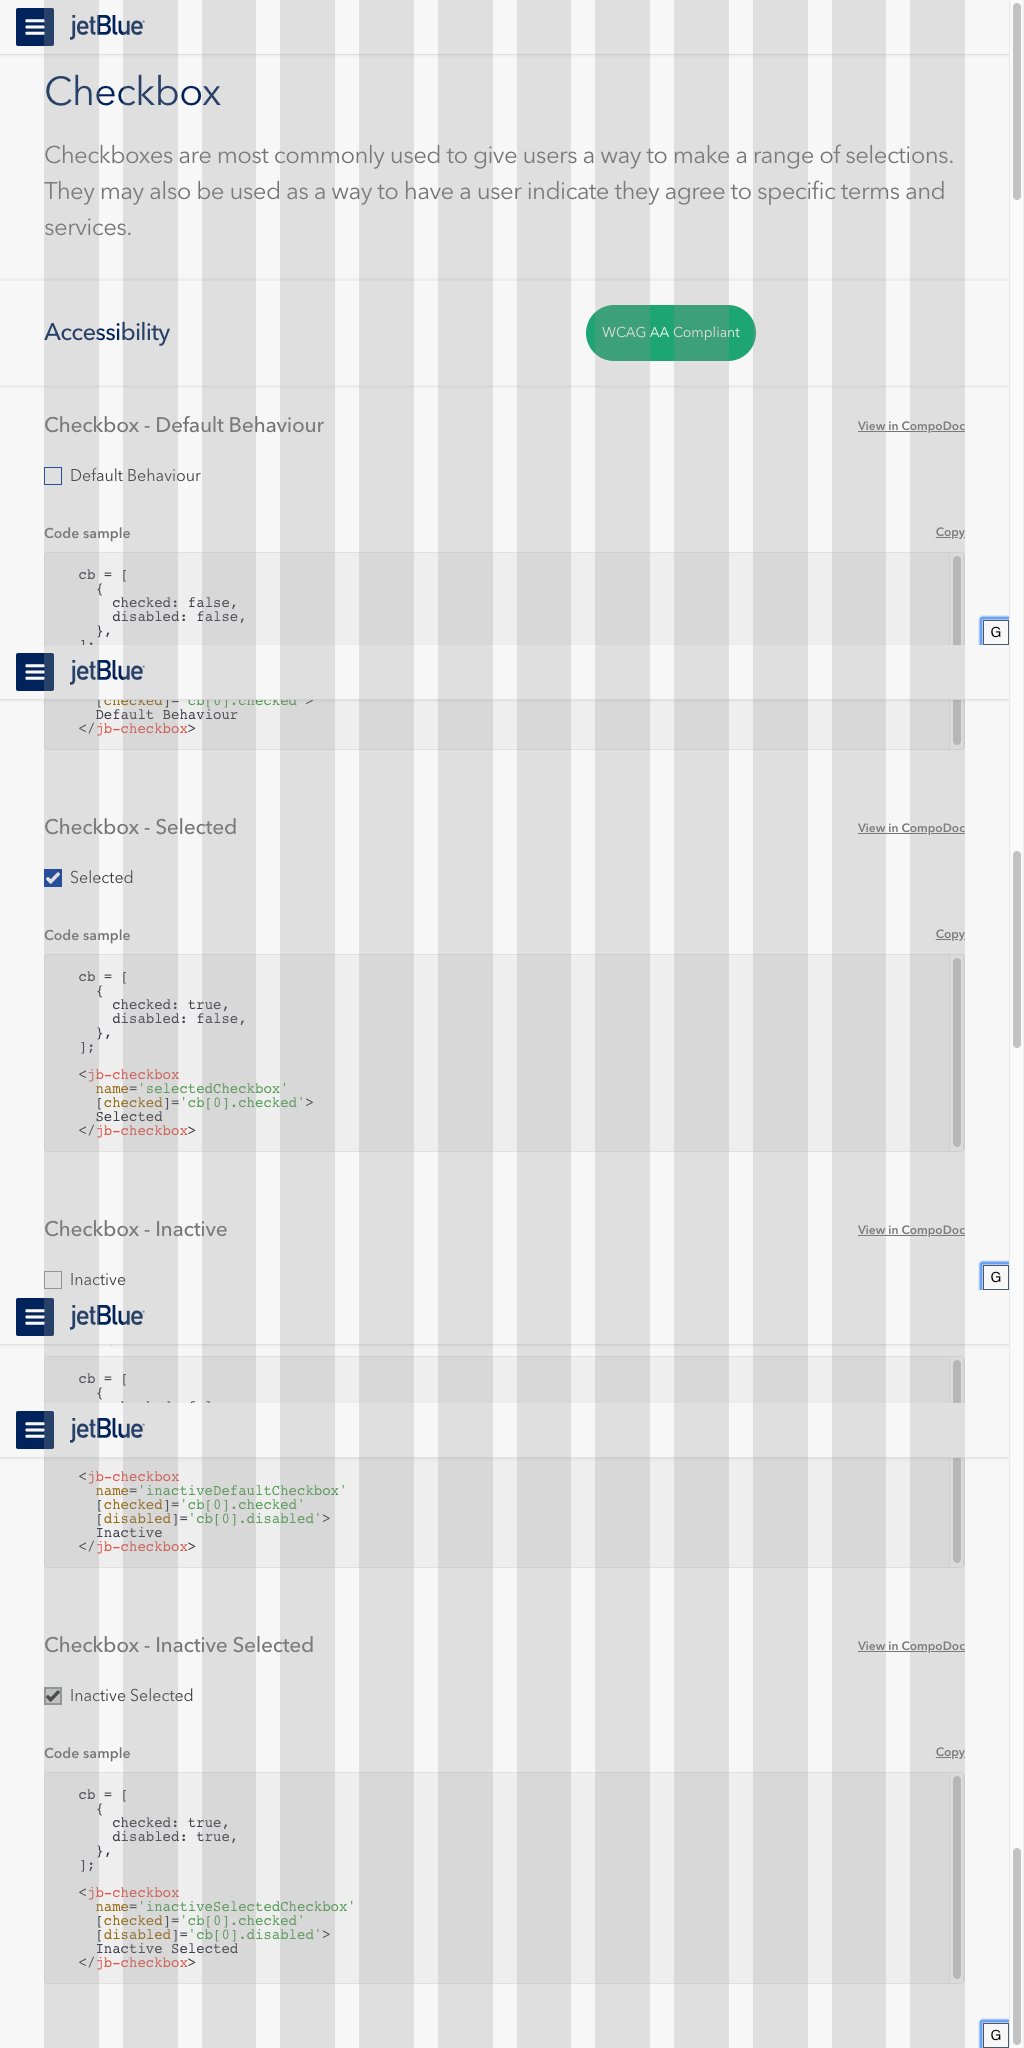 jetBlue
Checkbox
Checkboxes are most commonly used to give users a way to make a range of selections.
They may also be used as a way to have a user indicate they agree to specific terms and
services.
Accessibility
WCAG AA Compliant
Checkbox - Default Behaviour
View in CompoDoc
Default Behaviour
Code sample
Copy
cb = [
{
checked: false,
disabled: false,
},
];
G
jetBlue
[checked]='cb[0].checked'>
Default Behaviour
</jb-checkbox>
Checkbox - Selected
View in CompoDoc
Selected
Code sample
Copy
cb = [
{
checked: true,
disabled: false,
},
];
<jb-checkbox
name='selectedCheckbox'
[checked]='cb[0].checked'>
Selected
</jb-checkbox>
Checkbox - Inactive
View in CompoDoc
Inactive
G
jetBlue
cb = [
{
jetBlue
<jb-checkbox
name='inactiveDefaultCheckbox'
[checked]='cb[0].checked'
[disabled]='cb[0].disabled'>
Inactive
</jb-checkbox>
Checkbox - Inactive Selected
View in CompoDoc
Inactive Selected
Code sample
Copy
cb = [
{
checked: true,
disabled: true,
},
];
<jb-checkbox
name='inactiveSelectedCheckbox'
[checked]='cb[0].checked'
[disabled]='cb[0].disabled'>
Inactive Selected
</jb-checkbox>
G